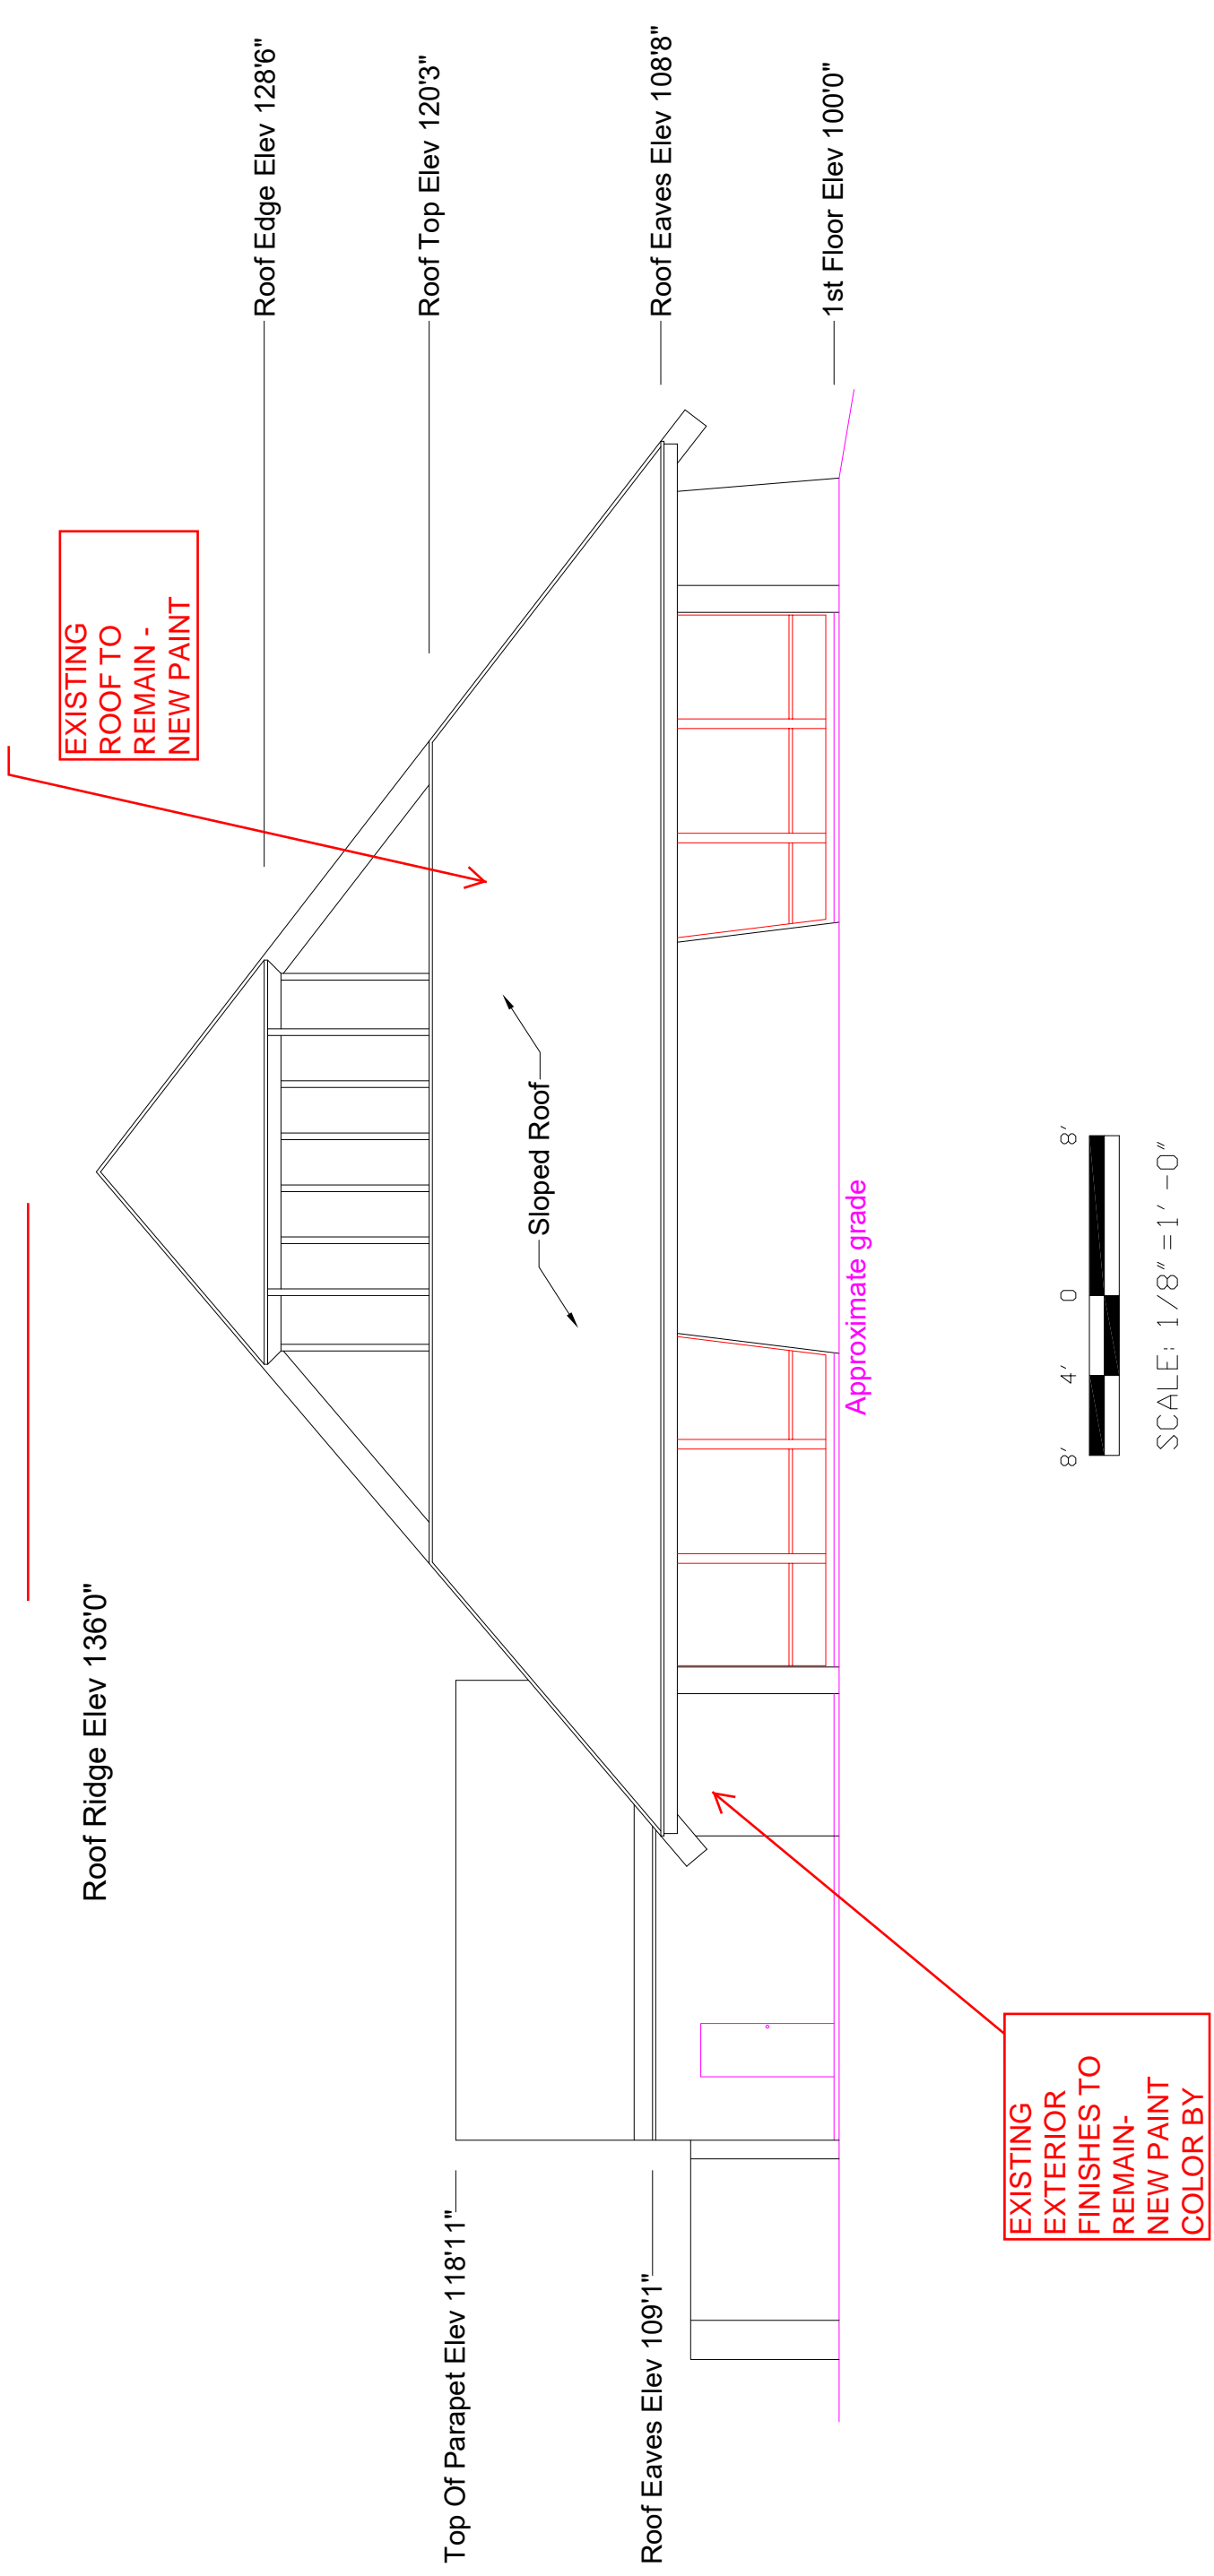 Roof Ridge Elev 136'0"
EXISTING
ROOF TO
REMAIN -
NEW PAINT
Roof Edge Elev 128'6"
Roof Top Elev 120'3"
Top Of Parapet Elev 118'11"
Sloped Roof
Roof Eaves Elev 109'1"
Roof Eaves Elev 108'8"
1st Floor Elev 100'0"
Approximate grade
EXISTING
EXTERIOR
FINISHES TO
REMAIN-
NEW PAINT
COLOR BY
8' 4' 0 8'
SCALE: 1/8"=1'-0"